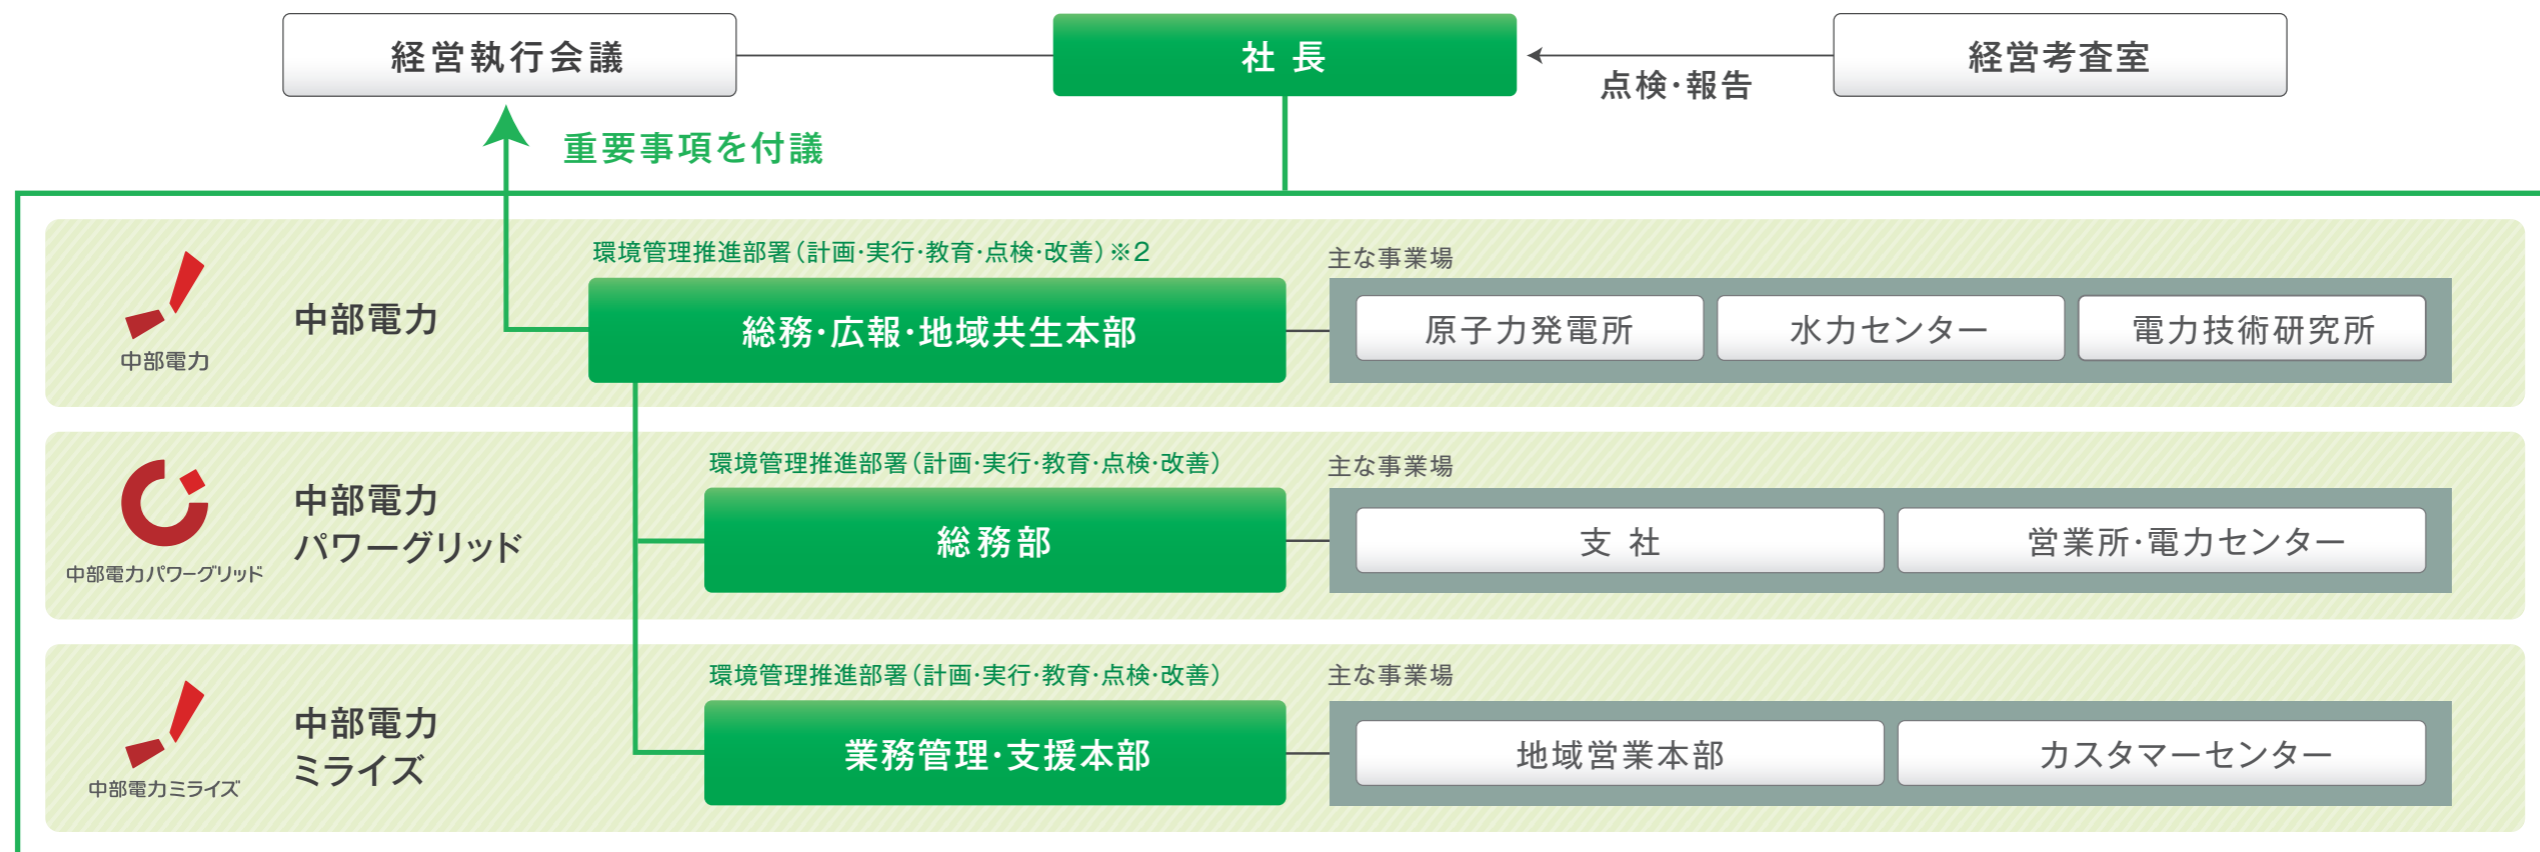 経営執行会議
社長
経営考査室
点検・報告
重要事項を付議
環境管理推進部署（計画・実行・教育・点検・改善）※2
主な事業場
中部電力
中部電力
総務・広報・地域共生本部
原子力発電所
水力センター
電力技術研究所
環境管理推進部署（計画・実行・教育・点検・改善）
主な事業場
中部電力パワーグリッド
中部電力
パワーグリッド
総務部
支社
営業所・電力センター
環境管理推進部署（計画・実行・教育・点検・改善）
主な事業場
中部電力ミライズ
中部電力
ミライズ
業務管理・支援本部
地域営業本部
カスタマーセンター